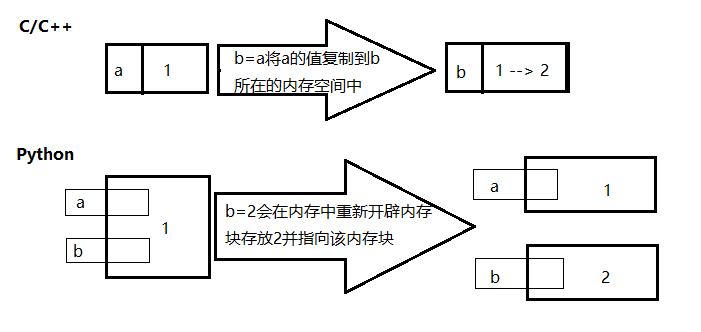 C/C++
a
1
b=a将a的值复制到b
所在的内存空间中
b
1 --> 2
Python
a
b
1
b=2会在内存中重新开辟内存
块存放2并指向该内存块
a
1
b
2